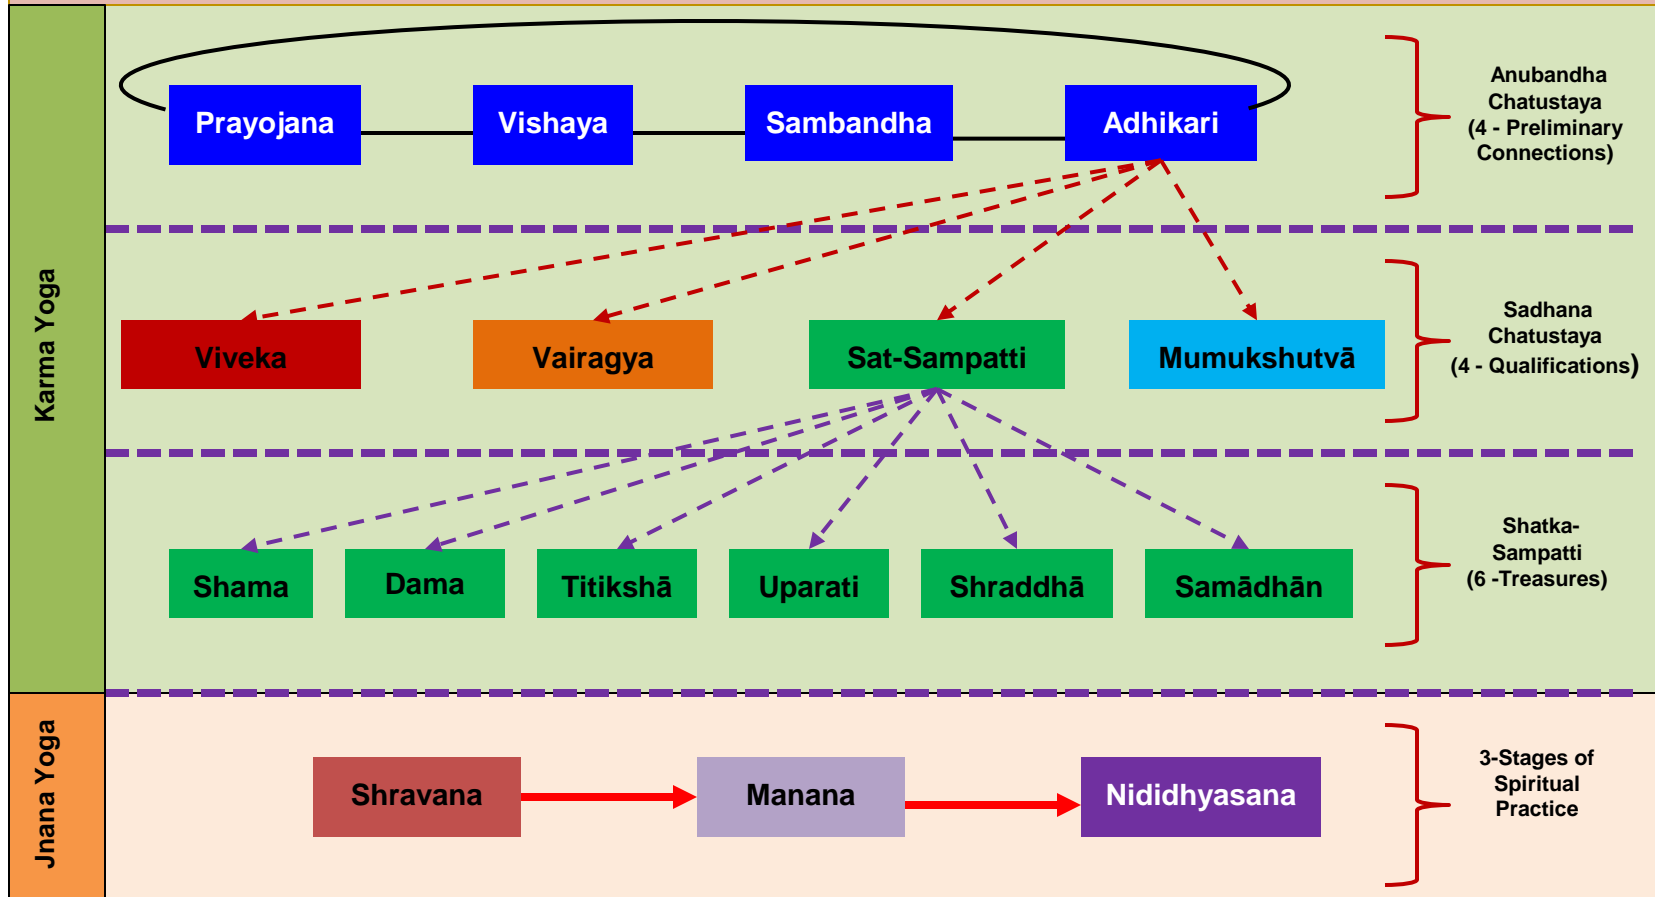 Prayojana
Vishaya
Sambandha
Adhikari
Anubandha
Chatustaya
(4 - Preliminary
Connections)
Karma Yoga
Viveka
Vairagya
Sat-Sampatti
Mumukshutvā
Sadhana
Chatustaya
(4 - Qualifications)
Shama
Dama
Titikshā
Uparati
Shraddhā
Samādhān
Shatka-
Sampatti
(6 -Treasures)
Jnana Yoga
Shravana
Manana
Nididhyasana
3-Stages of
Spiritual
Practice